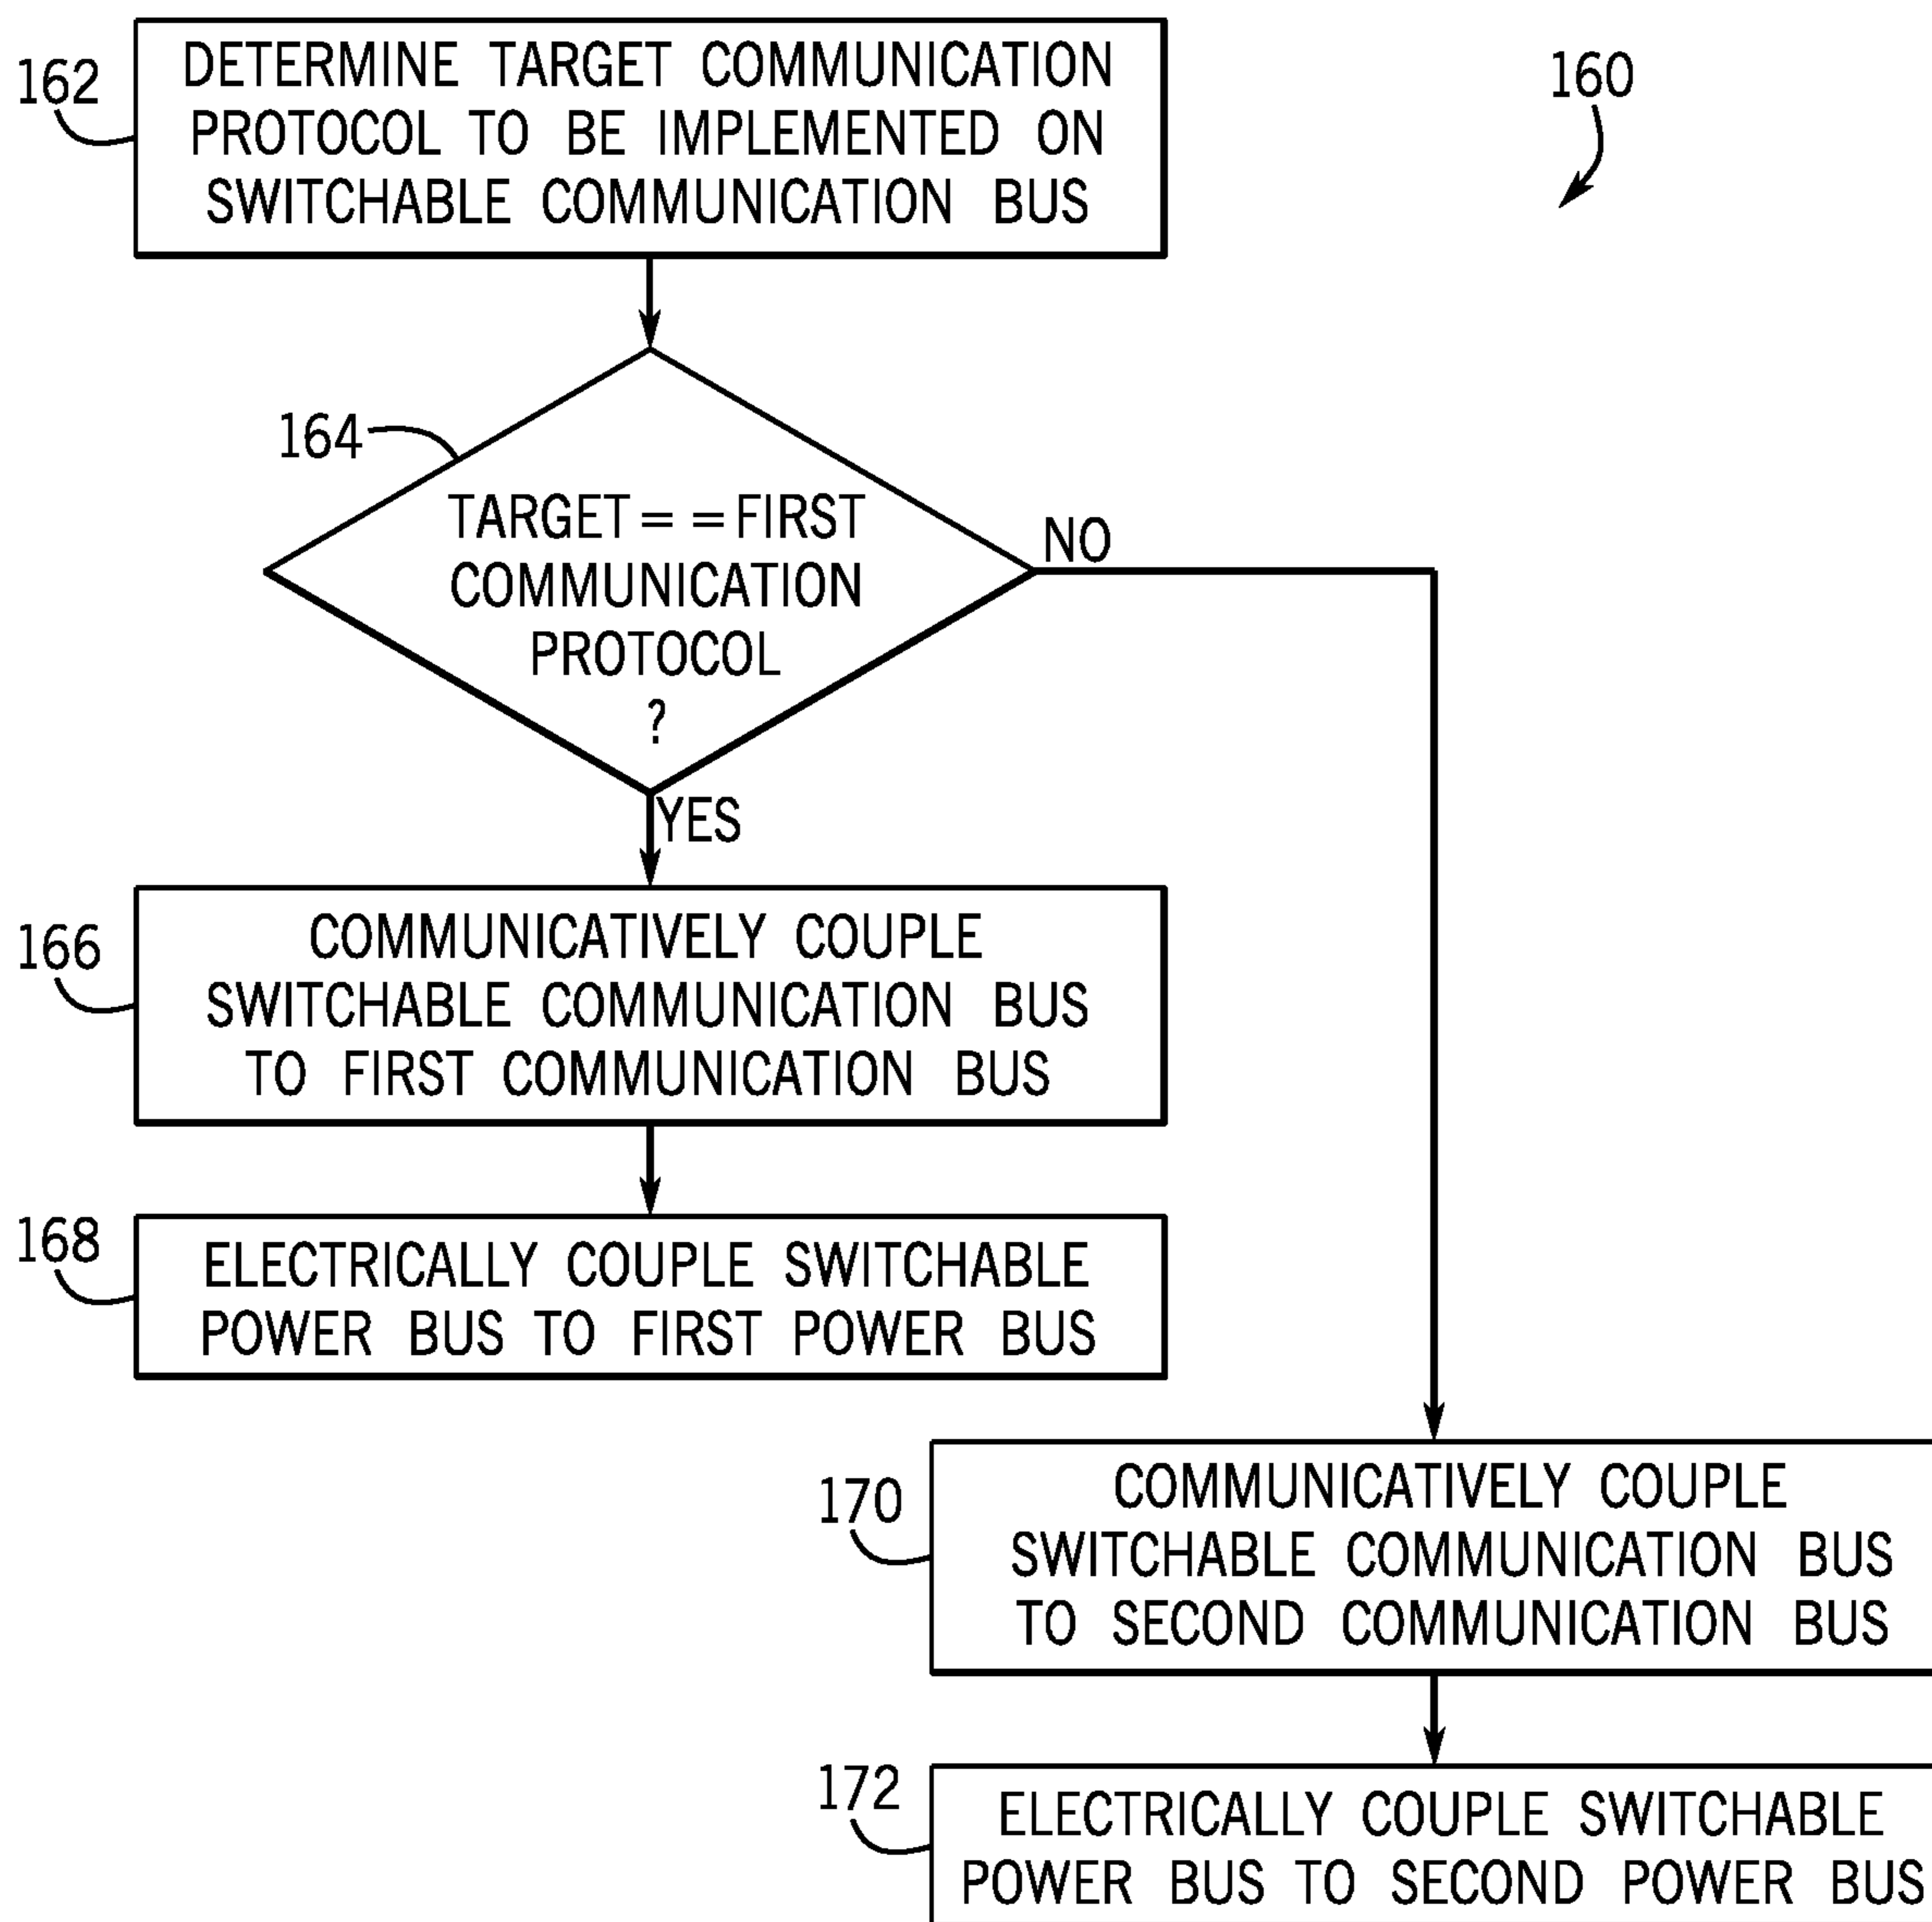 162
DETERMINE TARGET COMMUNICATION
PROTOCOL TO BE IMPLEMENTED ON
SWITCHABLE COMMUNICATION BUS
160
164
TARGET==FIRST
COMMUNICATION
PROTOCOL
?
NO
YES
166
COMMUNICATIVELY COUPLE
SWITCHABLE COMMUNICATION BUS
TO FIRST COMMUNICATION BUS
168
ELECTRICALLY COUPLE SWITCHABLE
POWER BUS TO FIRST POWER BUS
170
COMMUNICATIVELY COUPLE
SWITCHABLE COMMUNICATION BUS
TO SECOND COMMUNICATION BUS
172
ELECTRICALLY COUPLE SWITCHABLE
POWER BUS TO SECOND POWER BUS